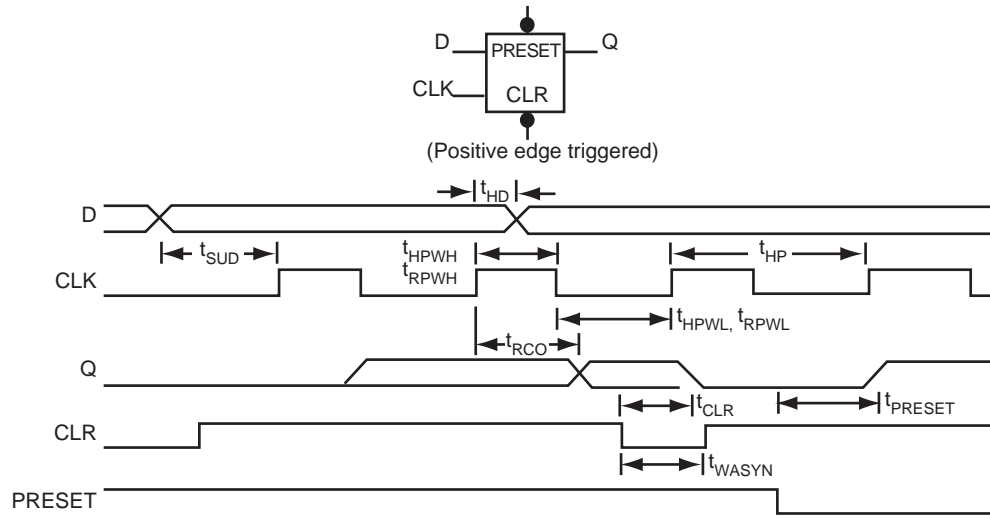 D
PRESET
Q
CLK
CLR
(Positive edge triggered)
tHD
D
tSUD
tHPWH
tRPWH
tHP
CLK
tHPWL, tRPWL
tRCO
Q
tCLR
tPRESET
CLR
tWASYN
PRESET